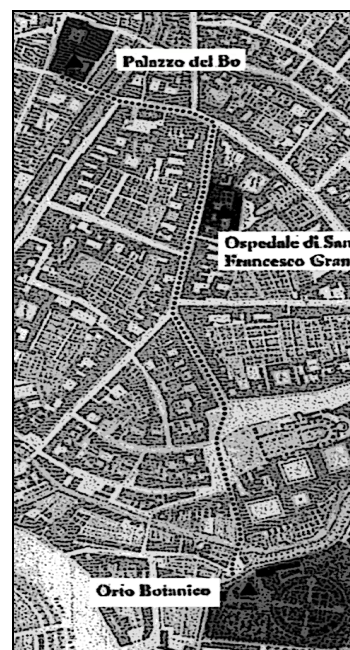 Palazzo del Bo
Ospedale di San
Francesco Gran
Orto Botanico